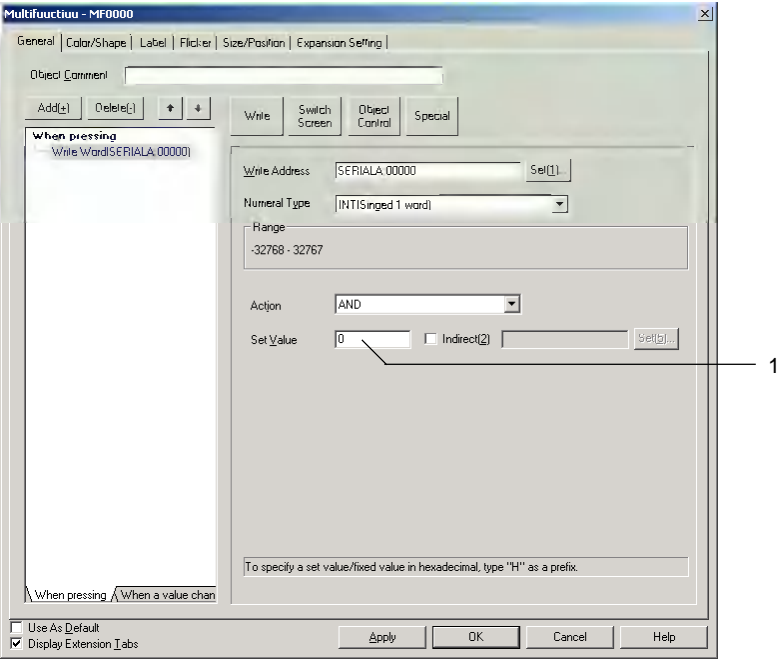 Multifuuctiuu - MF0000
General Color/Shape Label Flicker Size/Position Expansion Setting
Object Comment
Add(+) Delete(-)
Write Switch Screen Object Control Special
When pressing
Write Word(SERIALA:00000)
Write Address SERIALA:00000 Set(1)...
Numeral Type INT(Singed 1 word)
Range
-32768 - 32767
Action AND
Set Value 0 Indirect(2) Set(b)...
1
To specify a set value/fixed value in hexadecimal, type "H" as a prefix.
When pressing When a value chan
Use As Default
Display Extension Tabs
Apply OK Cancel Help